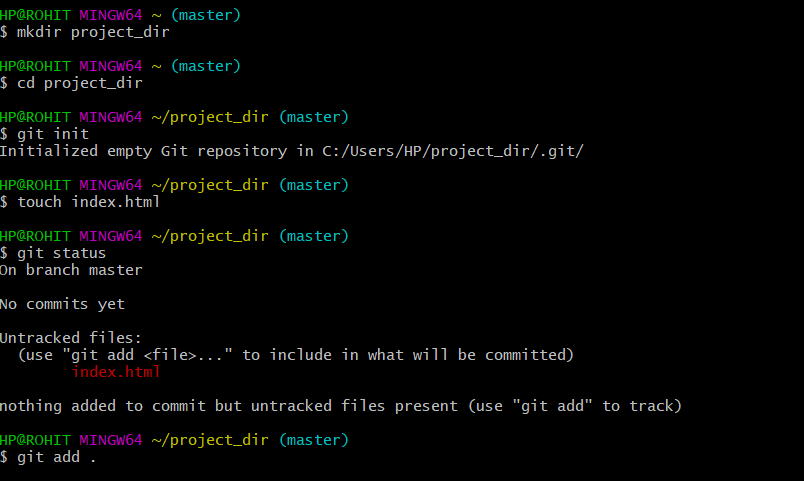 HP@ROHIT MINGW64 ~ (master)
$ mkdir project_dir
HP@ROHIT MINGW64 ~ (master)
$ cd project_dir
HP@ROHIT MINGW64 ~/project_dir (master)
$ git init
Initialized empty Git repository in C:/Users/HP/project_dir/.git/
HP@ROHIT MINGW64 ~/project_dir (master)
$ touch index.html
HP@ROHIT MINGW64 ~/project_dir (master)
$ git status
On branch master
No commits yet
Untracked files:
  (use "git add <file>..." to include in what will be committed)
        index.html
nothing added to commit but untracked files present (use "git add" to track)
HP@ROHIT MINGW64 ~/project_dir (master)
$ git add .